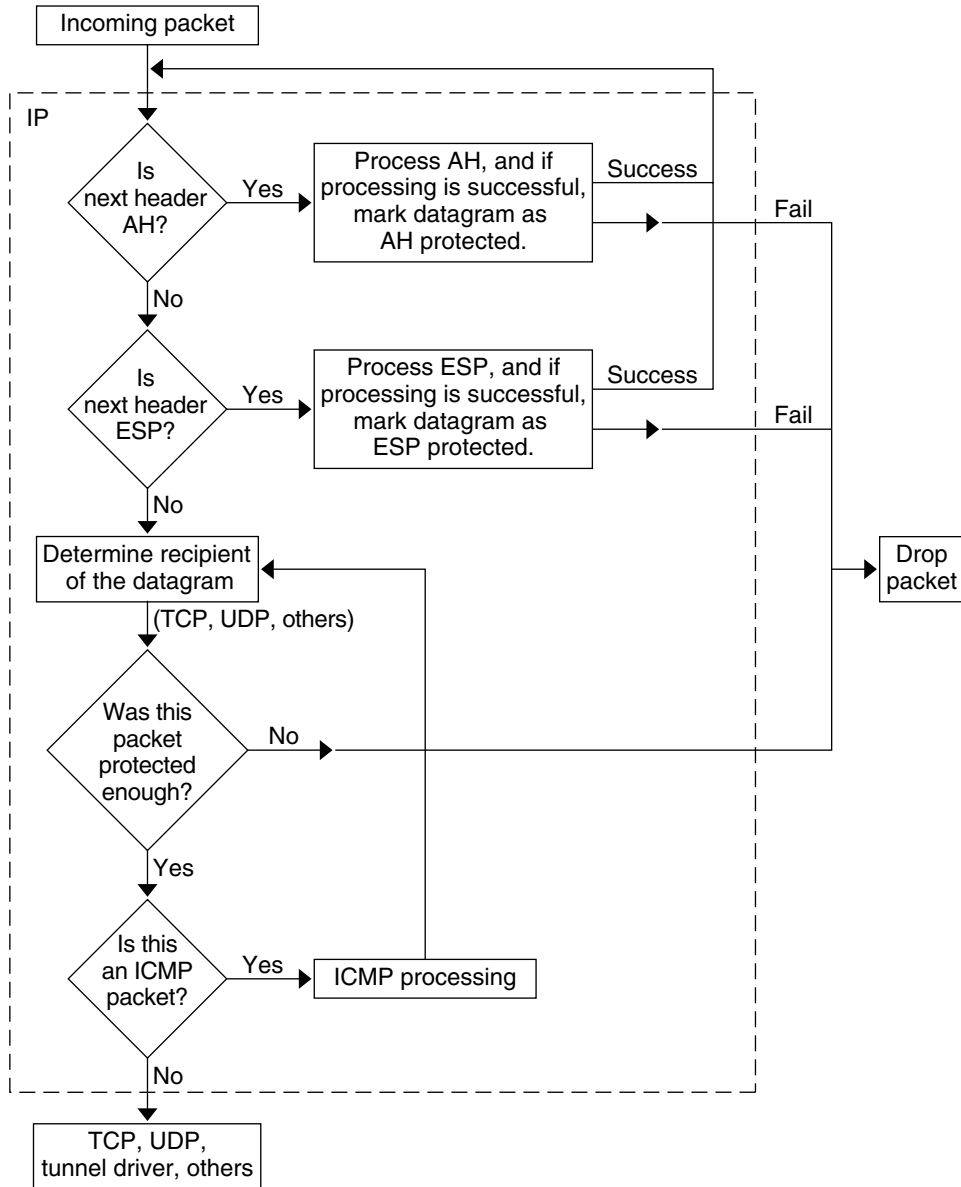 Incoming packet
IP
Is
next header
AH?
Yes
Process AH, and if
processing is successful,
mark datagram as
AH protected.
Success
Fail
No
Is
next header
ESP?
Yes
Process ESP, and if
processing is successful,
mark datagram as
ESP protected.
Success
Fail
No
Determine recipient
of the datagram
Drop
packet
(TCP, UDP, others)
Was this
packet
protected
enough?
No
Yes
Is this
an ICMP
packet?
Yes
ICMP processing
No
TCP, UDP,
tunnel driver, others